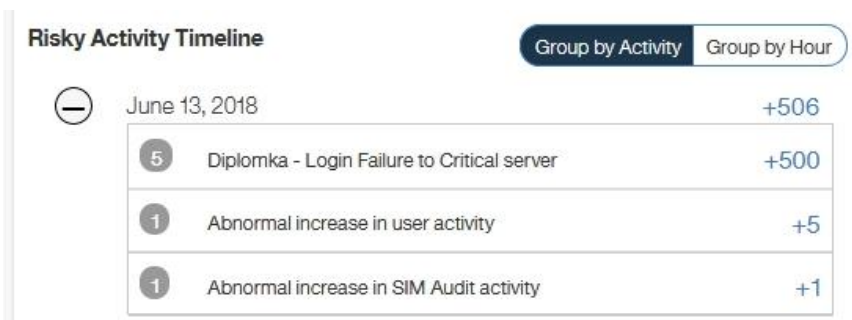 Risky Activity Timeline
Group by Activity Group by Hour
June 13, 2018 +506
5 Diplomka - Login Failure to Critical server +500
1 Abnormal increase in user activity +5
1 Abnormal increase in SIM Audit activity +1